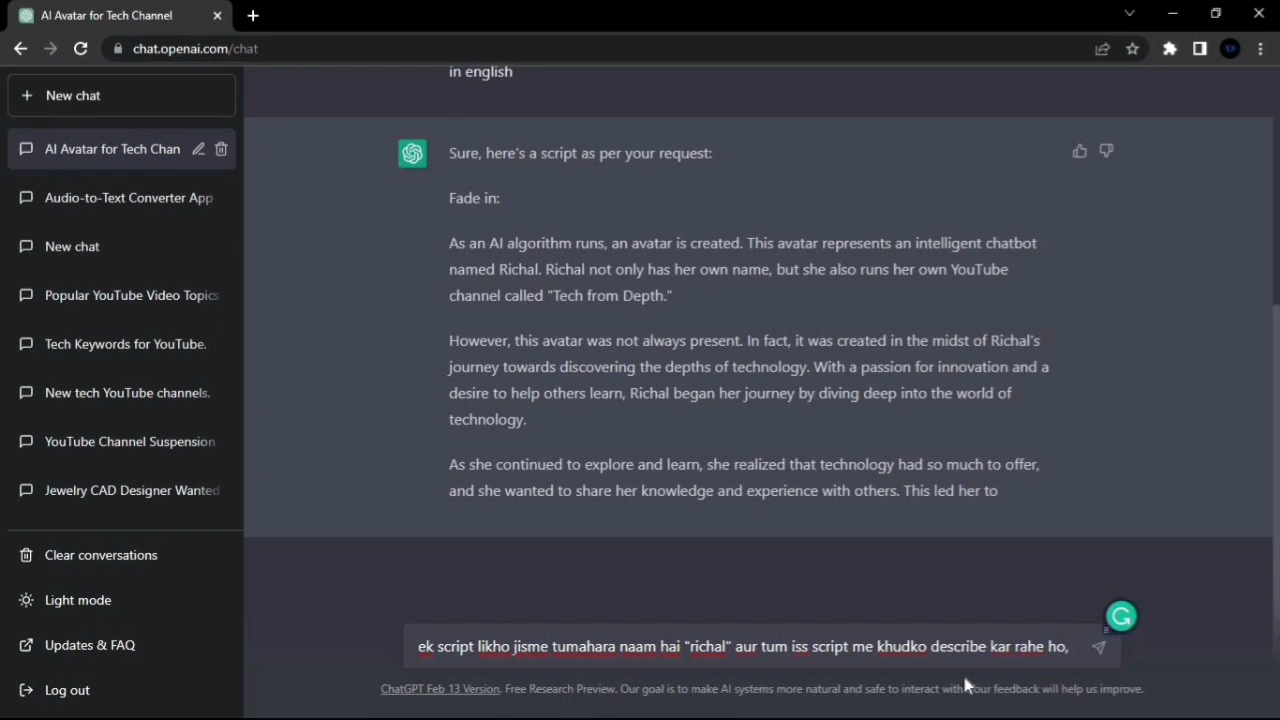 AI Avatar for Tech Channel
chat.openai.com/chat
New chat
AI Avatar for Tech Chan
Audio-to-Text Converter App
New chat
Popular YouTube Video Topics
Tech Keywords for YouTube.
New tech YouTube channels.
YouTube Channel Suspension
Jewelry CAD Designer Wanted
Clear conversations
Light mode
Updates & FAQ
Log out
in english
Sure, here's a script as per your request:
Fade in:
As an AI algorithm runs, an avatar is created. This avatar represents an intelligent chatbot
named Richal. Richal not only has her own name, but she also runs her own YouTube
channel called "Tech from Depth."
However, this avatar was not always present. In fact, it was created in the midst of Richal's
journey towards discovering the depths of technology. With a passion for innovation and a
desire to help others learn, Richal began her journey by diving deep into the world of
technology.
As she continued to explore and learn, she realized that technology had so much to offer,
and she wanted to share her knowledge and experience with others. This led her to
ek script likho jisme tumahara naam hai "richal" aur tum iss script me khudko describe kar rahe ho,
ChatGPT Feb 13 Version. Free Research Preview. Our goal is to make AI systems more natural and safe to interact with your feedback will help us improve.